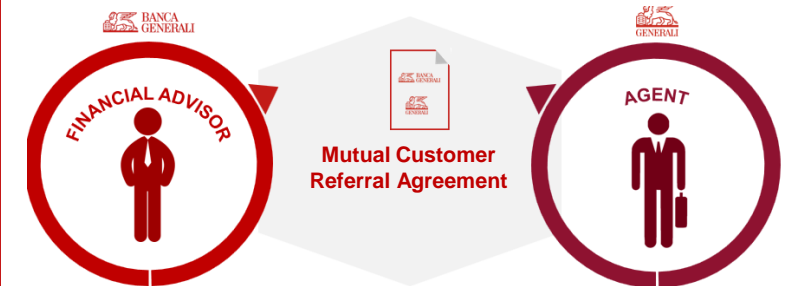 BANCA
GENERALI
GENERALI
FINANCIAL ADVISOR
BANCA
GENERALI
GENERALI
AGENT
Mutual Customer
Referral Agreement